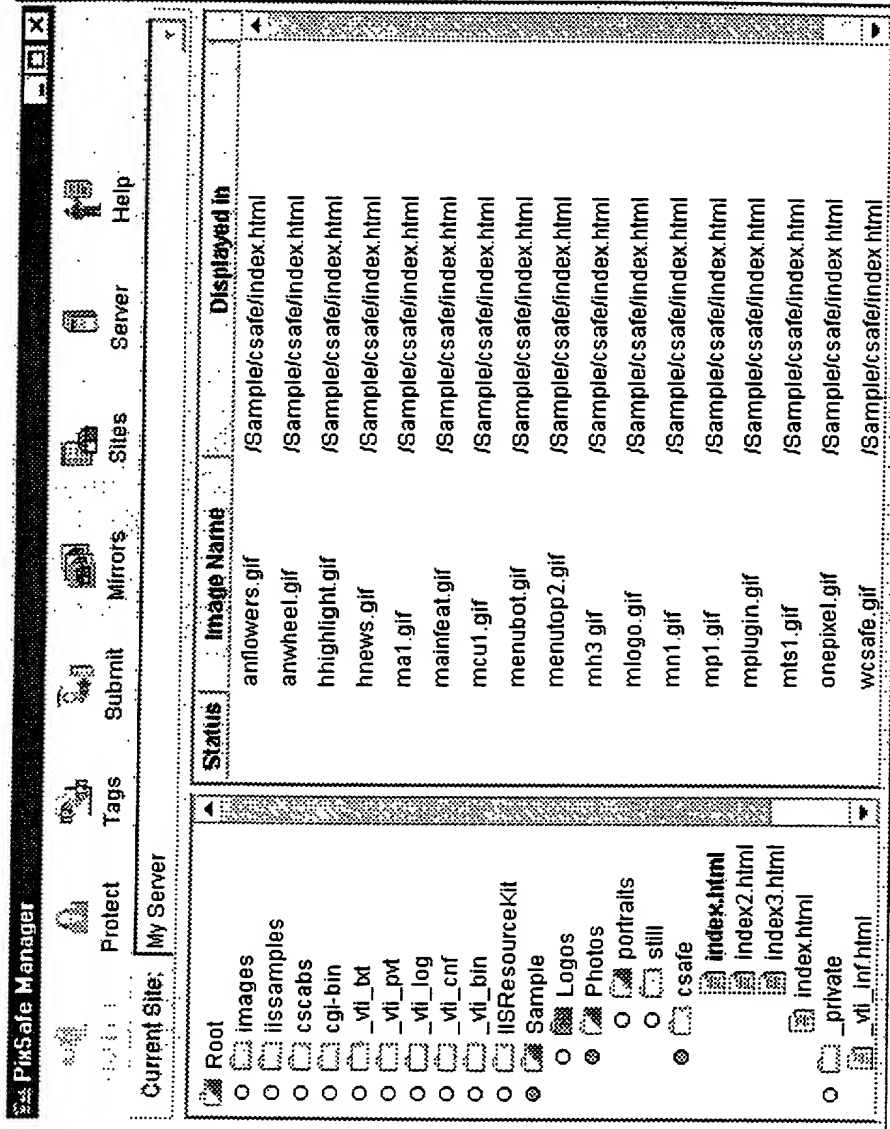 PixSafe Manager
Protect Tags Submit Mirrors Sites Server Help
Current Site: My Server
Root
images
iissamples
cscabs
cgi-bin
_vti_txt
_vti_pvt
_vti_log
_vti_cnf
_vti_bin
IISResourceKit
Sample
Logos
Photos
portraits
still
csafe
index.html
index2.html
index3.html
index.html
_private
_vti_inf.html
Status Image Name Displayed in
anflowers.gif /Sample/csafe/index.html
anwheel.gif /Sample/csafe/index.html
hhighlight.gif /Sample/csafe/index.html
hnews.gif /Sample/csafe/index.html
ma1.gif /Sample/csafe/index.html
mainfeat.gif /Sample/csafe/index.html
mcu1.gif /Sample/csafe/index.html
menubot.gif /Sample/csafe/index.html
menutop2.gif /Sample/csafe/index.html
mh3.gif /Sample/csafe/index.html
mlogo.gif /Sample/csafe/index.html
mn1.gif /Sample/csafe/index.html
mp1.gif /Sample/csafe/index.html
mplugin.gif /Sample/csafe/index.html
mts1.gif /Sample/csafe/index.html
onepixel.gif /Sample/csafe/index.html
wcsafe.gif /Sample/csafe/index.html